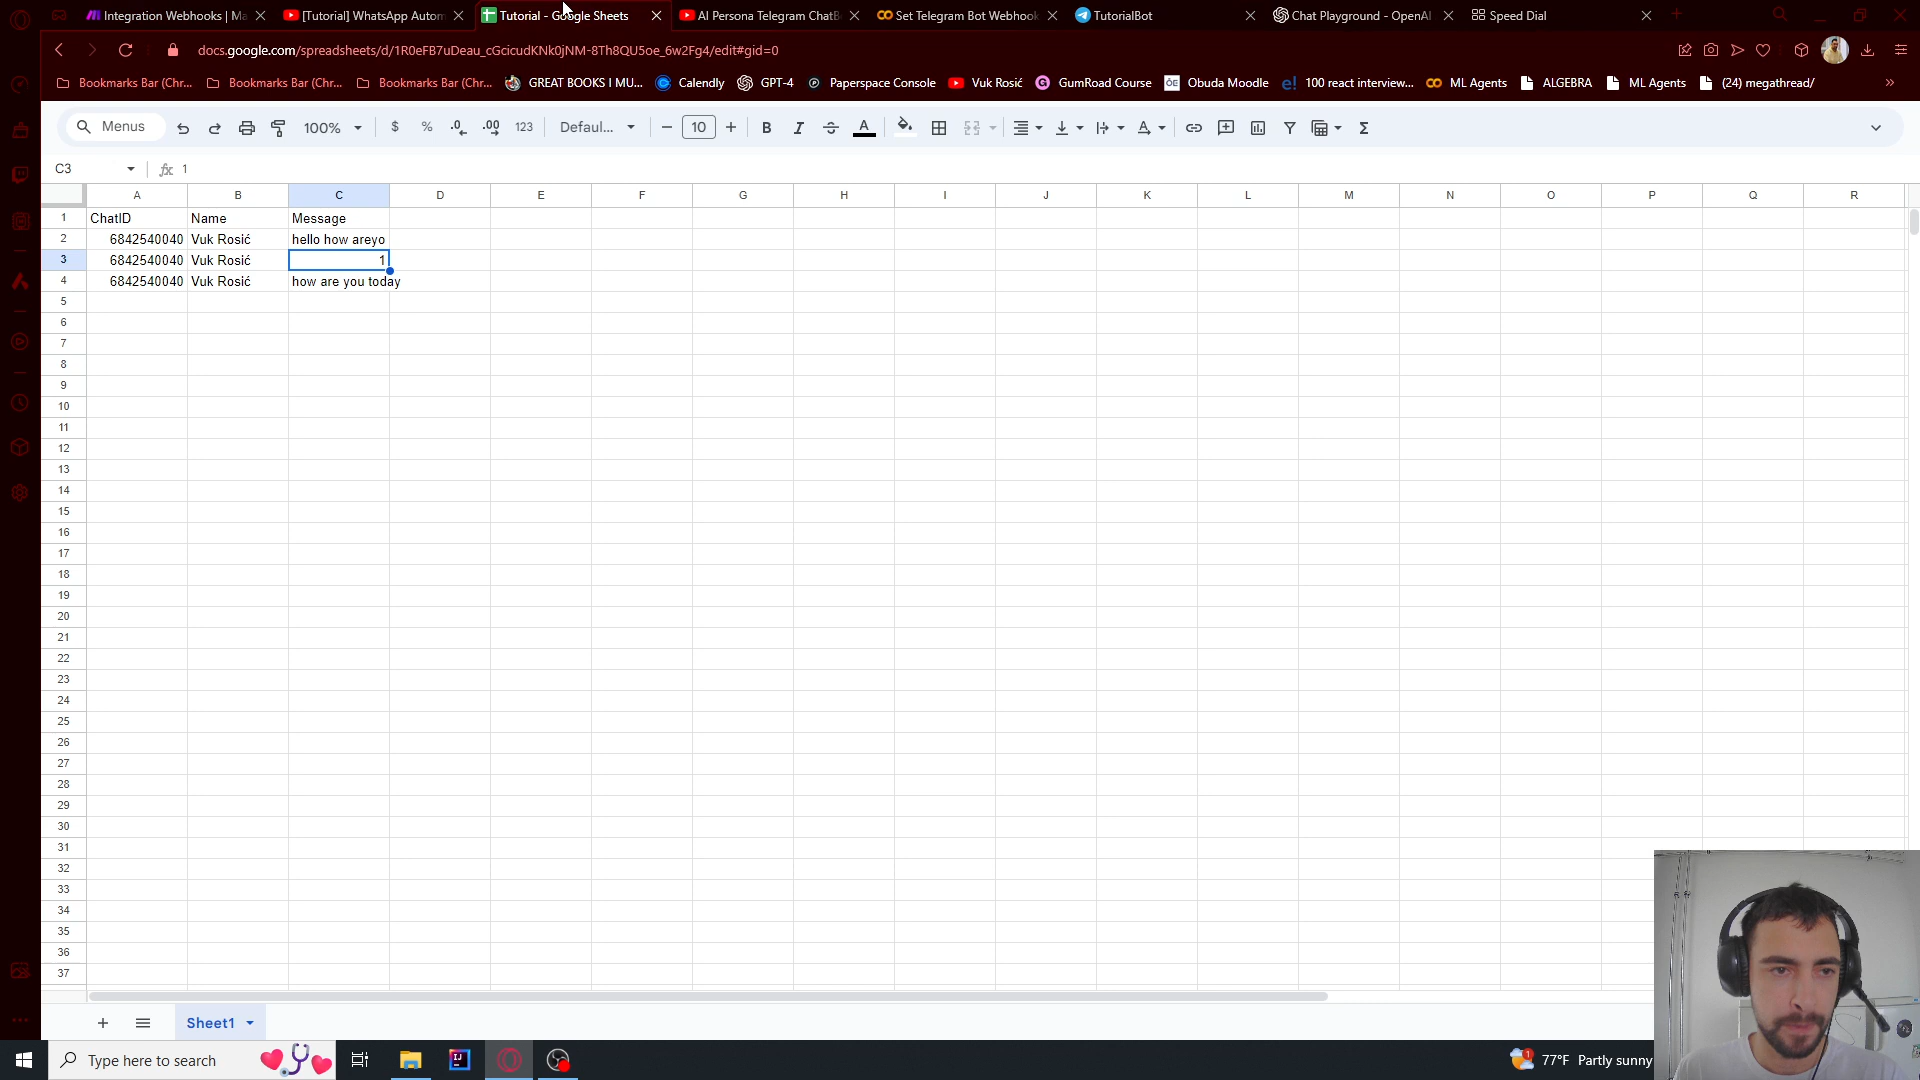 Integration Webhooks | Ma
[Tutorial] WhatsApp Autom
Tutorial - Google Sheets
AI Persona Telegram ChatB
Set Telegram Bot Webhook
TutorialBot
Chat Playground - OpenAI
Speed Dial
docs.google.com/spreadsheets/d/1R0eFB7uDeau_cGcicudKNk0jNM-8Th8QU5oe_6w2Fg4/edit#gid=0
Bookmarks Bar (Chr...
Bookmarks Bar (Chr...
Bookmarks Bar (Chr...
GREAT BOOKS I MU...
Calendly
GPT-4
Paperspace Console
Vuk Rosić
GumRoad Course
Obuda Moodle
100 react interview...
ML Agents
ALGEBRA
ML Agents
(24) megathread/
Menus
100%
$ % .0 .00 123
Defaul...
10
C3
fx 1
A B C D E F G H I J K L M N O P Q R
1 ChatID Name Message
2 6842540040 Vuk Rosić hello how areyo
3 6842540040 Vuk Rosić 1
4 6842540040 Vuk Rosić how are you today
5
6
7
8
9
10
11
12
13
14
15
16
17
18
19
20
21
22
23
24
25
26
27
28
29
30
31
32
33
34
35
36
37
Sheet1
Type here to search
77°F Partly sunny